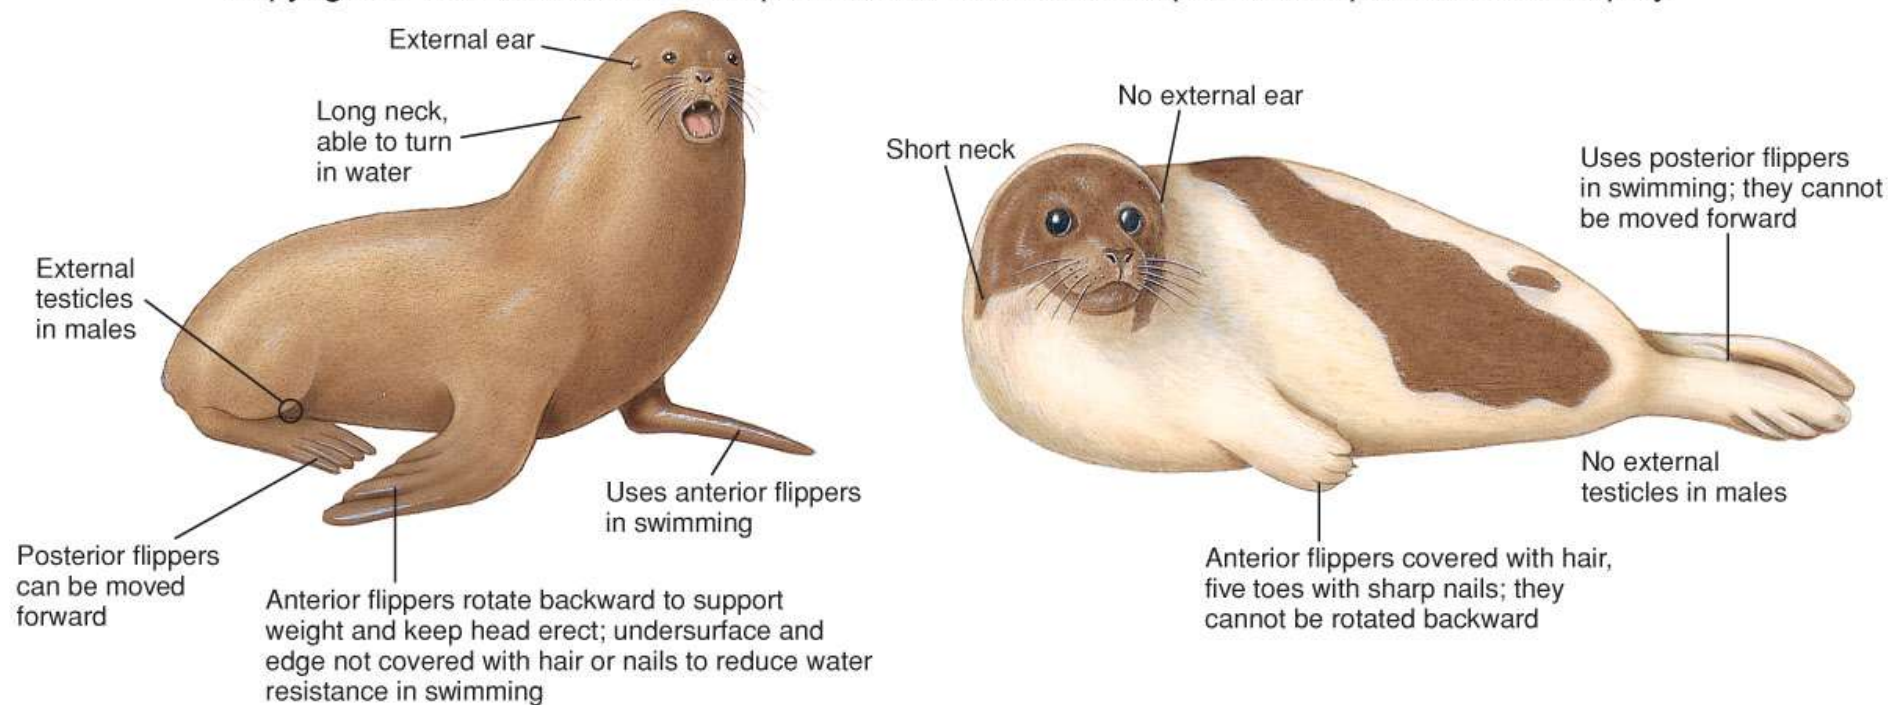 External ear
Long neck,
able to turn
in water
External
testicles
in males
Posterior flippers
can be moved
forward
Anterior flippers rotate backward to support
weight and keep head erect; undersurface and
edge not covered with hair or nails to reduce water
resistance in swimming
Uses anterior flippers
in swimming
No external ear
Short neck
Uses posterior flippers
in swimming; they cannot
be moved forward
No external
testicles in males
Anterior flippers covered with hair,
five toes with sharp nails; they
cannot be rotated backward